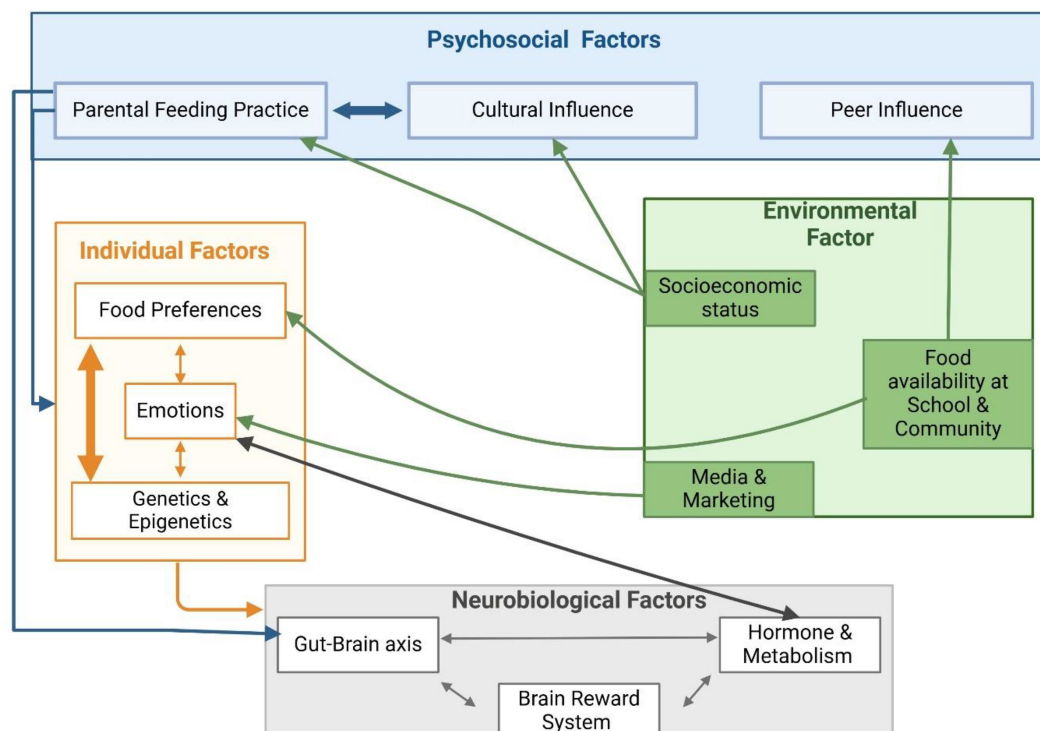 Psychosocial Factors
Parental Feeding Practice
Cultural Influence
Peer Influence
Environmental
Factor
Individual Factors
Socioeconomic
status
Food Preferences
Food
availability at
School &
Community
Emotions
Media &
Marketing
Genetics &
Epigenetics
Neurobiological Factors
Gut-Brain axis
Hormone &
Metabolism
Brain Reward
System